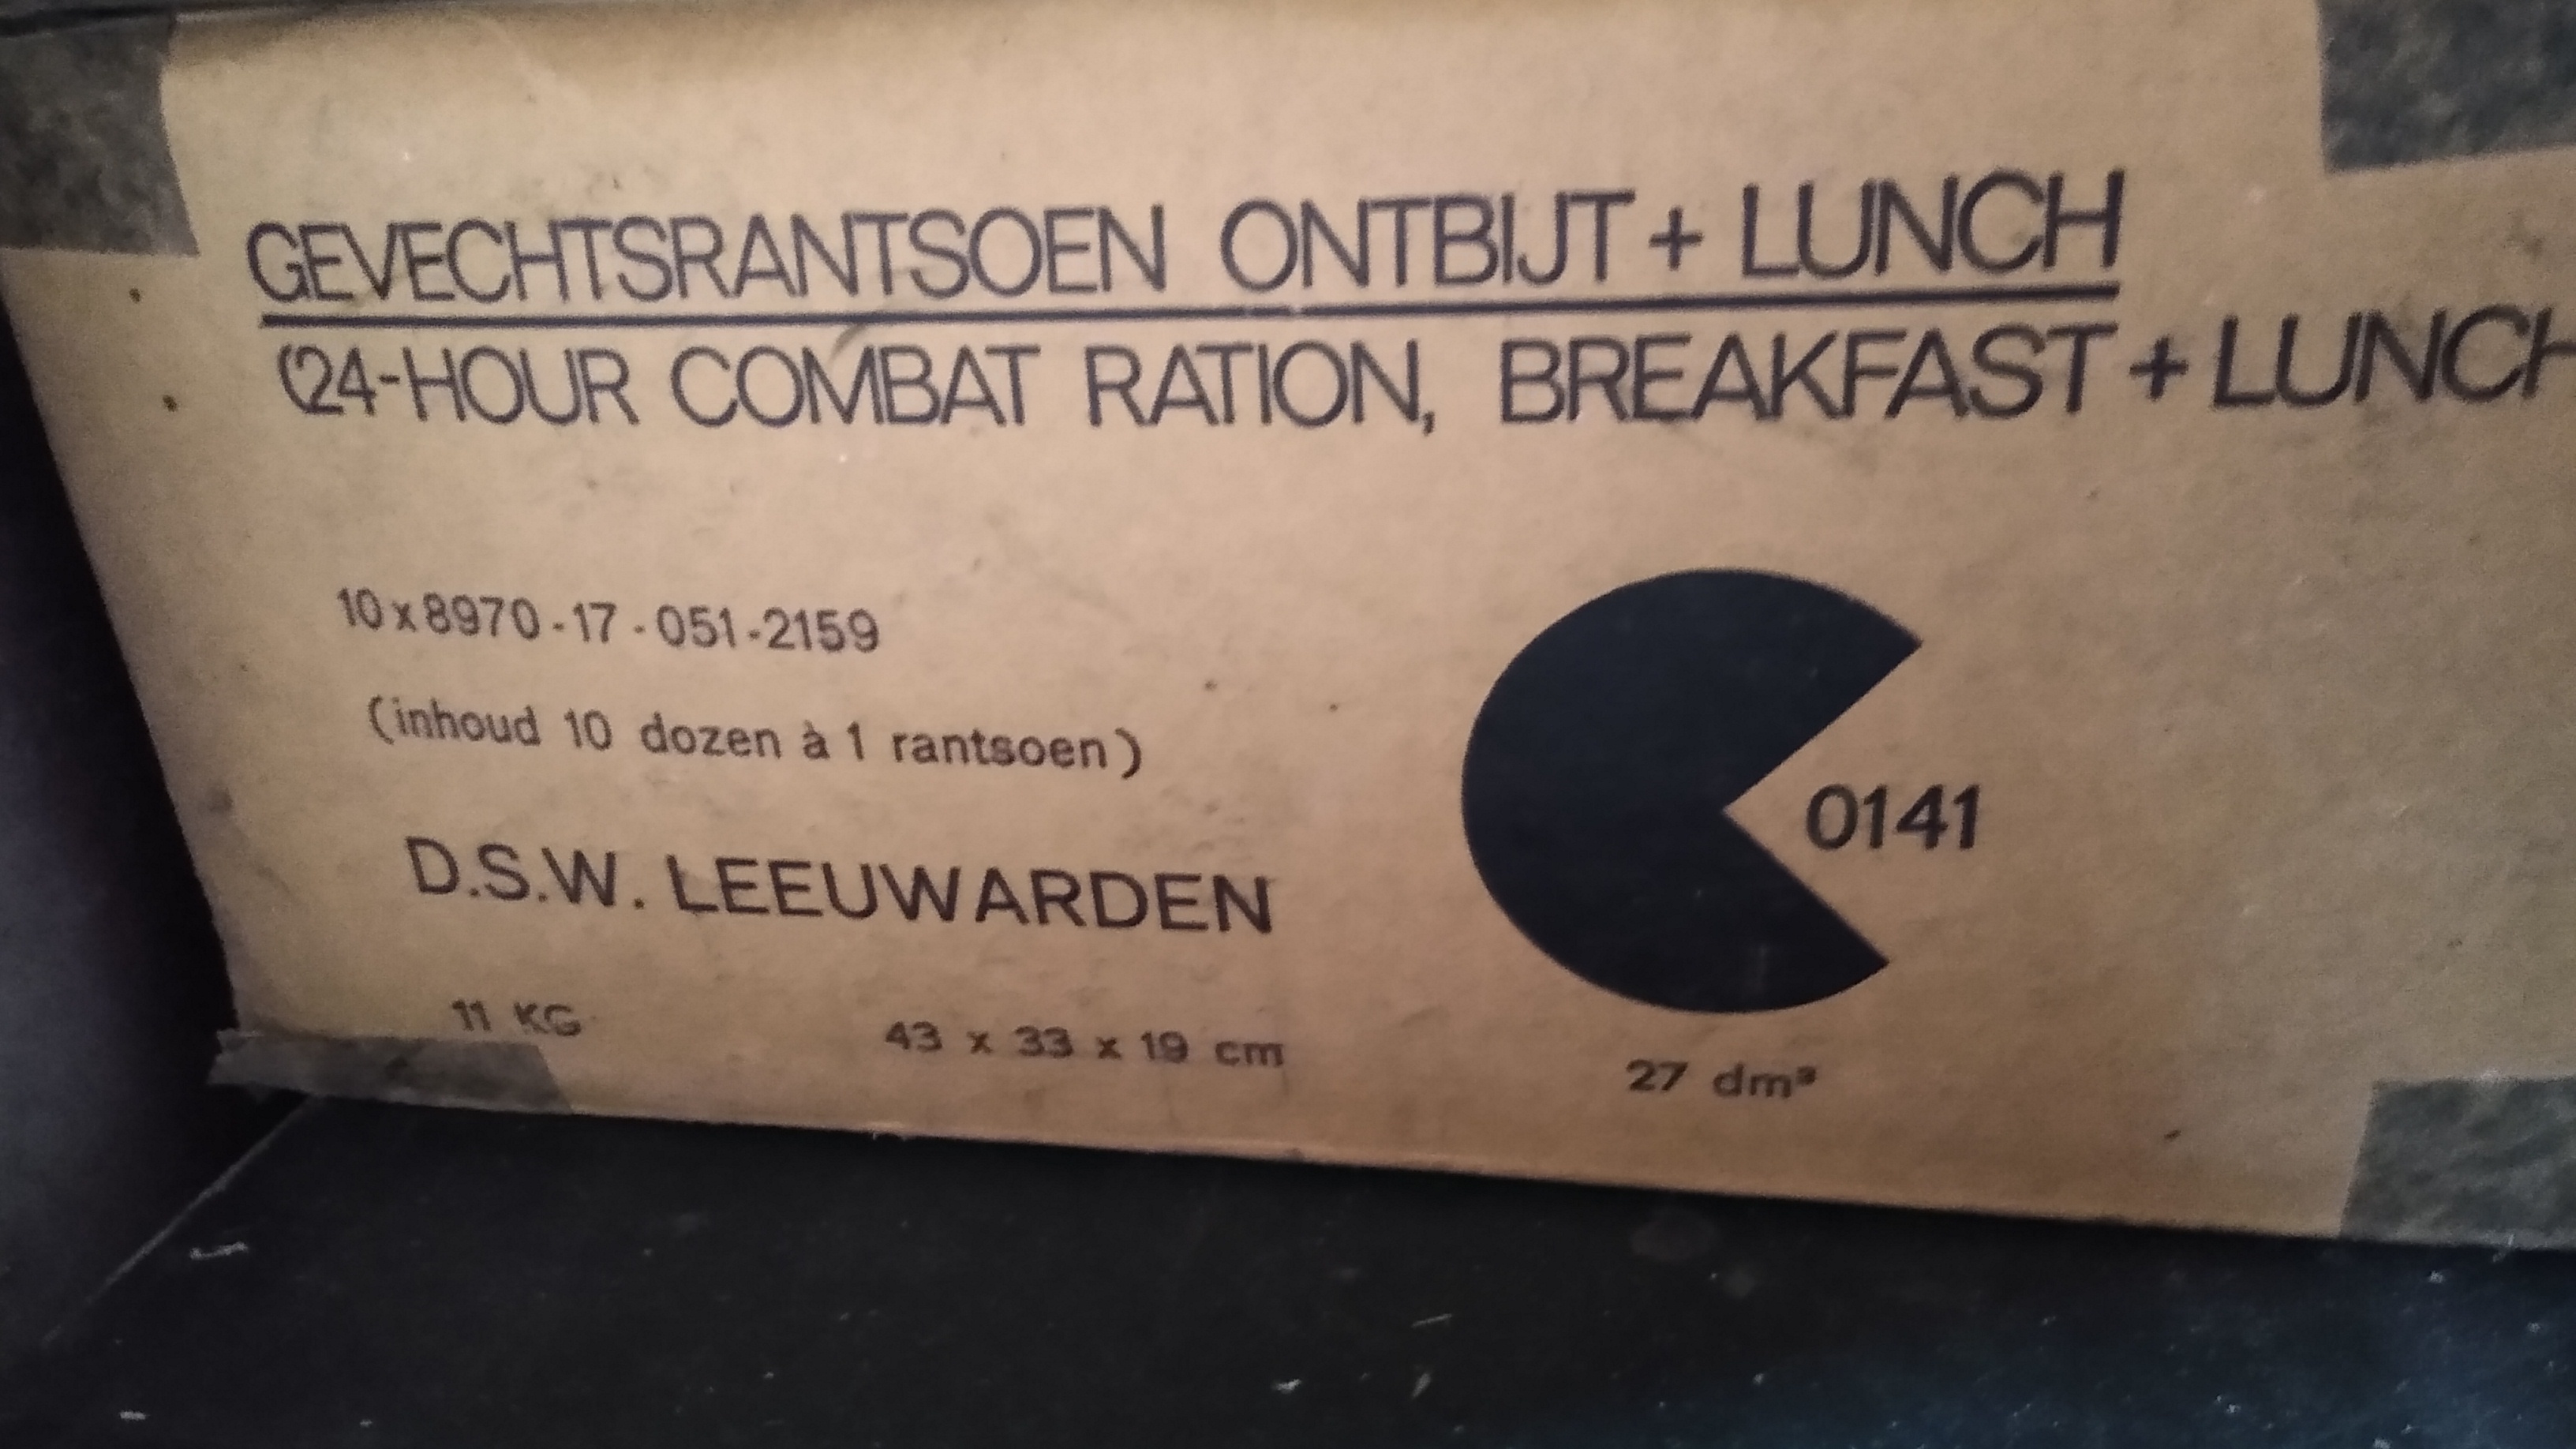 GEVECHTSRANTSOEN ONTBIJT + LUNCH
(24-HOUR COMBAT RATION, BREAKFAST + LUNCH
10 x 8970 - 17 - 051 - 2159
(inhoud 10 dozen à 1 rantsoen)
D.S.W. LEEUWARDEN
0141
11 KG 43 x 33 x 19 cm 27 dm³